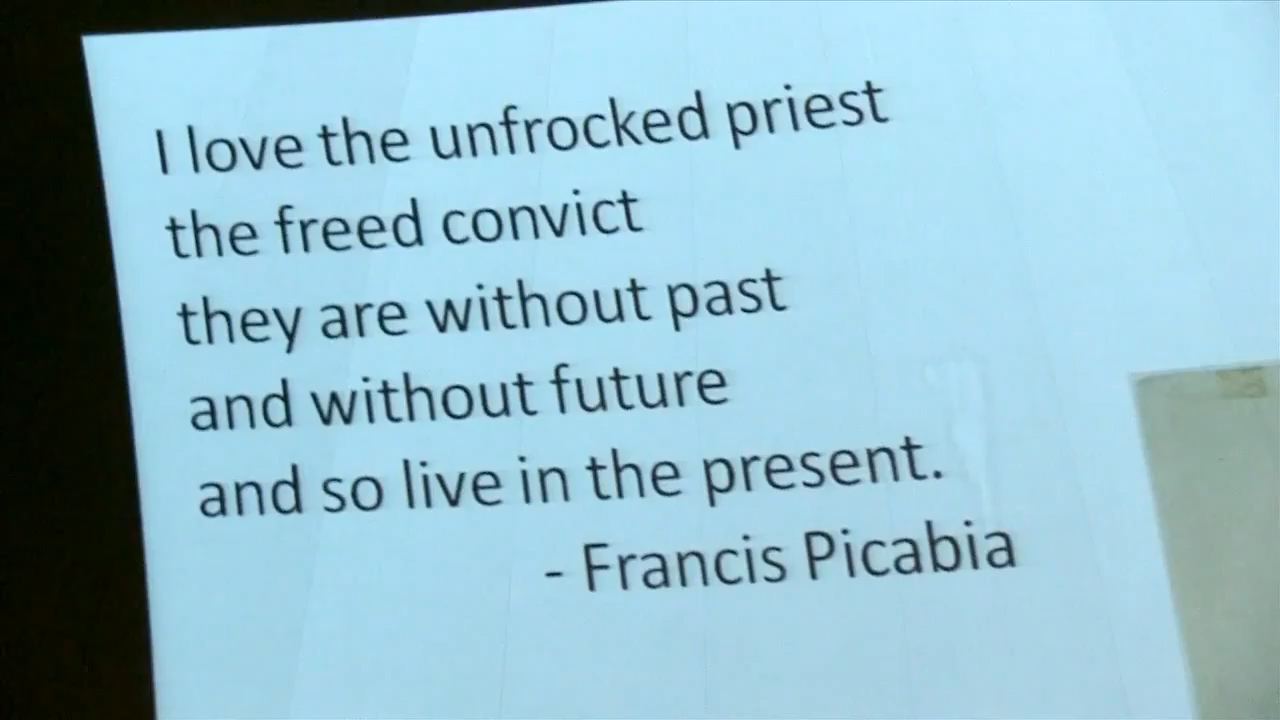 I love the unfrocked priest
the freed convict
they are without past
and without future
and so live in the present.
- Francis Picabia